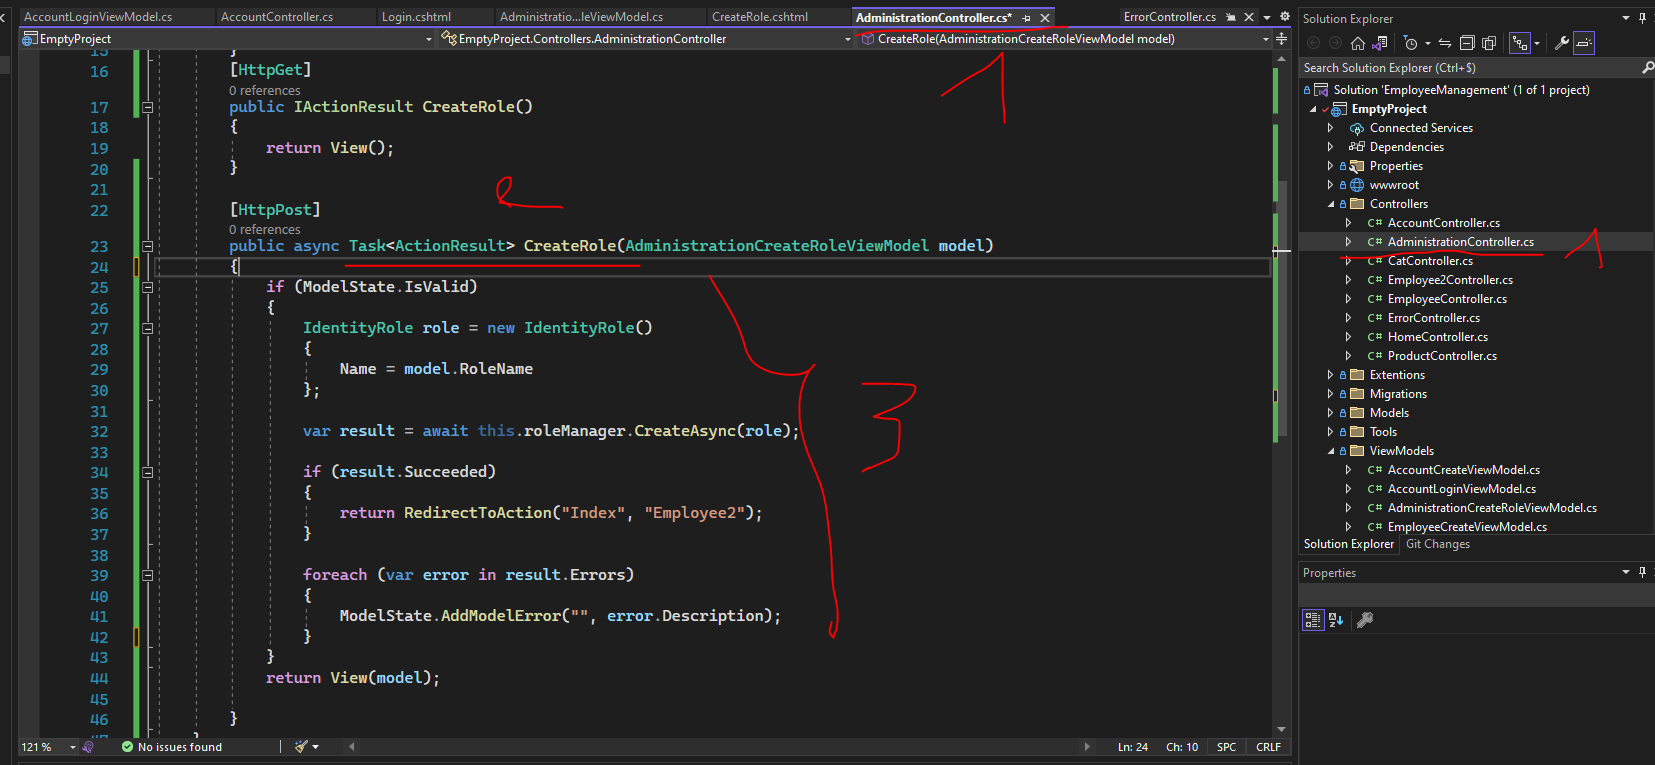 AccountLoginViewModel.cs AccountController.cs Login.cshtml Administratio...leViewModel.cs CreateRole.cshtml AdministrationController.cs* ErrorController.cs
EmptyProject EmptyProject.Controllers.AdministrationController CreateRole(AdministrationCreateRoleViewModel model)
1
15 }
16 [HttpGet]
0 references
17 public IActionResult CreateRole()
18 {
19 return View();
20 }
21
2
22 [HttpPost]
0 references
23 public async Task<ActionResult> CreateRole(AdministrationCreateRoleViewModel model)
24 {
25 if (ModelState.IsValid)
26 {
27 IdentityRole role = new IdentityRole()
28 {
29 Name = model.RoleName
30 };
31
3
32 var result = await this.roleManager.CreateAsync(role);
33
34 if (result.Succeeded)
35 {
36 return RedirectToAction("Index", "Employee2");
37 }
38
39 foreach (var error in result.Errors)
40 {
41 ModelState.AddModelError("", error.Description);
42 }
43 }
44 return View(model);
45
46 }
121 % No issues found Ln: 24 Ch: 10 SPC CRLF
Solution Explorer
Search Solution Explorer (Ctrl+$)
Solution 'EmployeeManagement' (1 of 1 project)
EmptyProject
Connected Services
Dependencies
Properties
wwwroot
Controllers
C# AccountController.cs
C# AdministrationController.cs
1
C# CatController.cs
C# Employee2Controller.cs
C# EmployeeController.cs
C# ErrorController.cs
C# HomeController.cs
C# ProductController.cs
Extentions
Migrations
Models
Tools
ViewModels
C# AccountCreateViewModel.cs
C# AccountLoginViewModel.cs
C# AdministrationCreateRoleViewModel.cs
C# EmployeeCreateViewModel.cs
Solution Explorer Git Changes
Properties